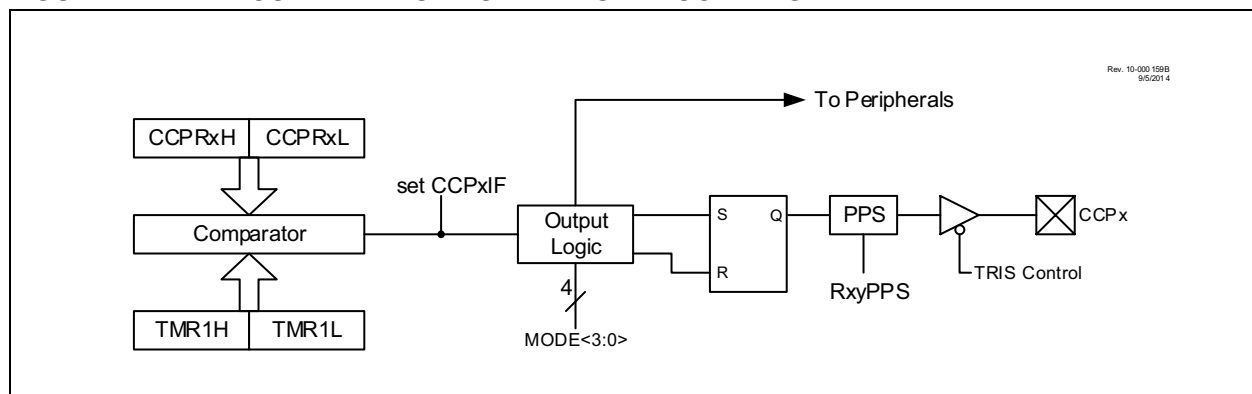 Rev. 10-000 159B
9/5/2014
To Peripherals
CCPRxH CCPRxL
set CCPxIF
Comparator
Output
Logic
S Q
R
PPS
CCPx
TRIS Control
RxyPPS
4
TMR1H TMR1L
MODE<3:0>